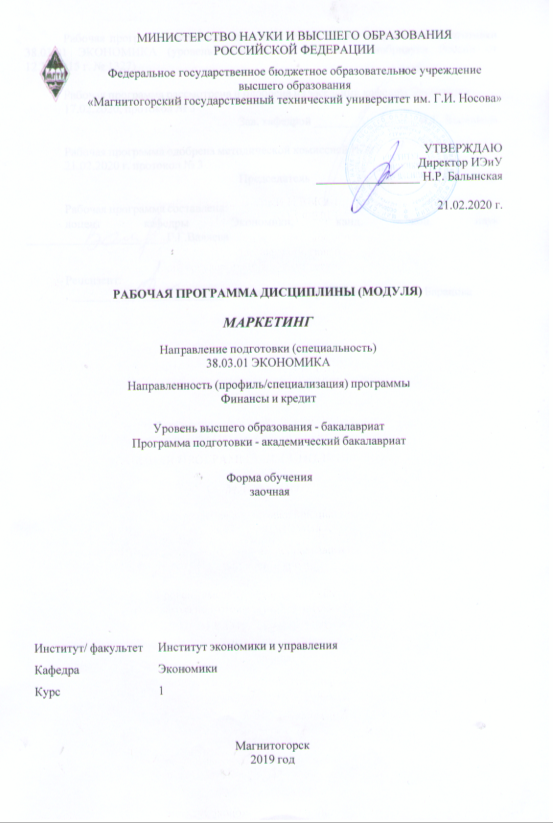 МИНИСТЕРСТВО НАУКИ И ВЫСШЕГО ОБРАЗОВАНИЯ
РОССИЙСКОЙ ФЕДЕРАЦИИ
Федеральное государственное бюджетное образовательное учреждение
высшего образования
«Магнитогорский государственный технический университет им. Г.И. Носова»
УТВЕРЖДАЮ
Директор ИЭиУ
Н.Р. Балынская
21.02.2020 г.
РАБОЧАЯ ПРОГРАММА ДИСЦИПЛИНЫ (МОДУЛЯ)
МАРКЕТИНГ
Направление подготовки (специальность)
38.03.01 ЭКОНОМИКА
Направленность (профиль/специализация) программы
Финансы и кредит
Уровень высшего образования - бакалавриат
Программа подготовки - академический бакалавриат
Форма обучения
заочная
Институт/ факультет Институт экономики и управления
Кафедра Экономики
Курс 1
Магнитогорск
2019 год